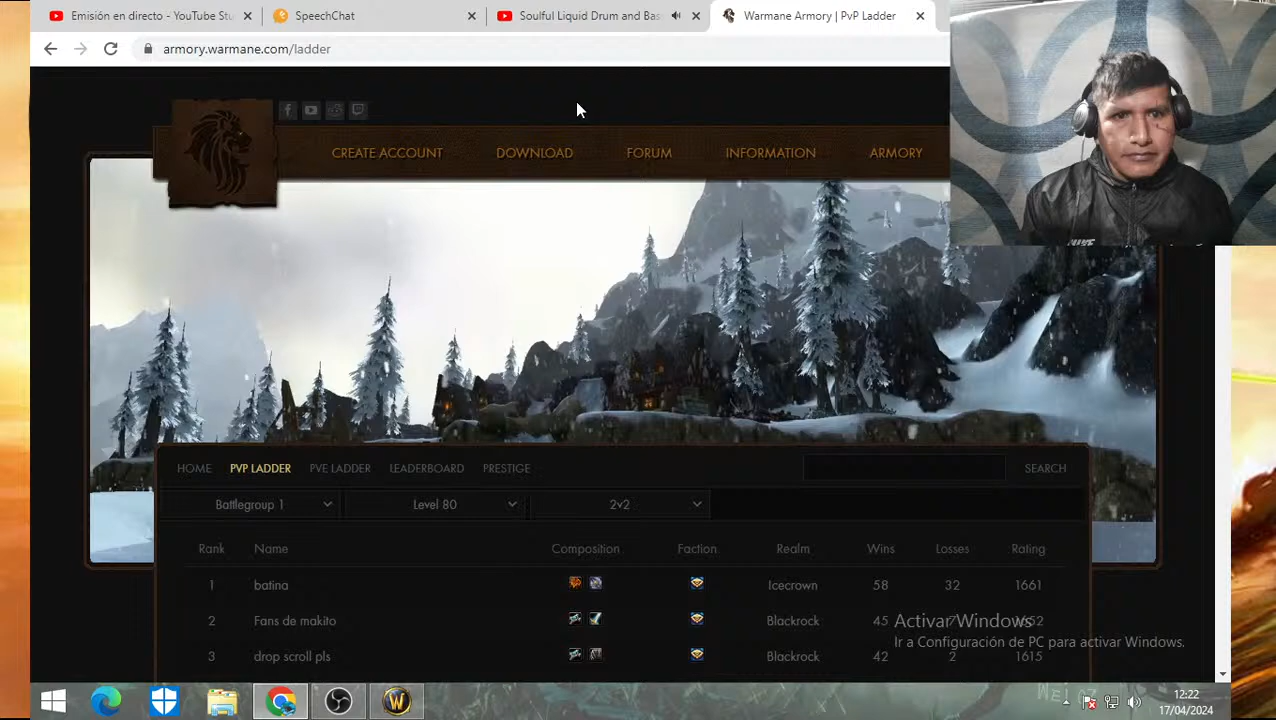 Emisión en directo - YouTube Stu
SpeechChat
Soulful Liquid Drum and Bas
Warmane Armory | PvP Ladder
armory.warmane.com/ladder
CREATE ACCOUNT
DOWNLOAD
FORUM
INFORMATION
ARMORY
HOME
PVP LADDER
PVE LADDER
LEADERBOARD
PRESTIGE
SEARCH
Battlegroup 1
Level 80
2v2
Rank Name Composition Faction Realm Wins Losses Rating
1 batina Icecrown 58 32 1661
2 Fans de makito Blackrock 45 7 1652
3 drop scroll pls Blackrock 42 2 1615
Activar Windows
Ir a Configuración de PC para activar Windows.
12:22
17/04/2024